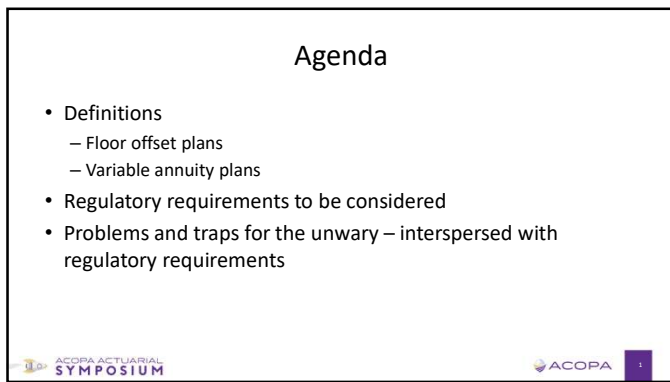 Agenda
• Definitions
– Floor offset plans
– Variable annuity plans
• Regulatory requirements to be considered
• Problems and traps for the unwary – interspersed with
regulatory requirements
ACOPA ACTUARIAL
SYMPOSIUM
ACOPA
1